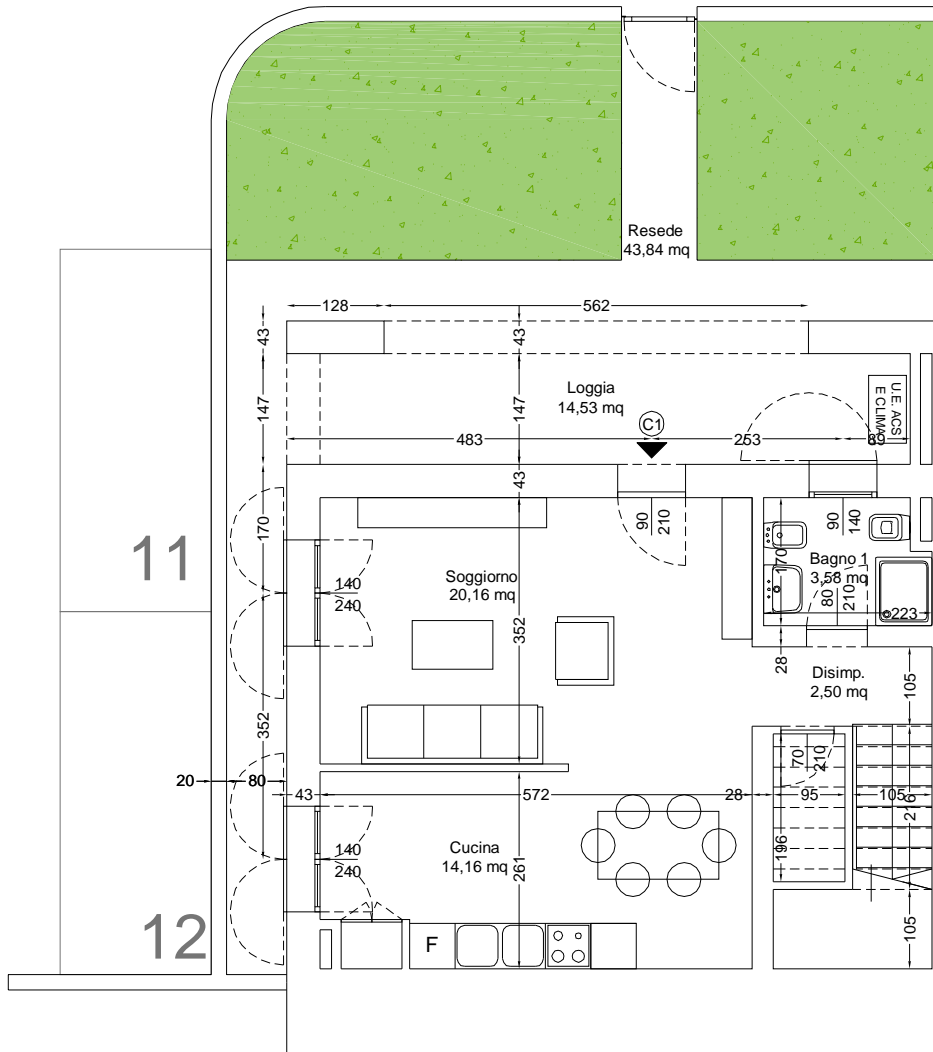 Resede
43,84 mq
128
562
43
43
147
147
Loggia
14,53 mq
U.E. ACS
E CLIMA
C1
483
253
89
43
170
90
210
90
140
11
Soggiorno
20,16 mq
140
240
352
170
Bagno 1
3,58 mq
80
210
223
28
Disimp.
2,50 mq
105
352
70
210
20
80
43
572
28
95
105
216
Cucina
14,16 mq
140
240
261
196
12
F
105